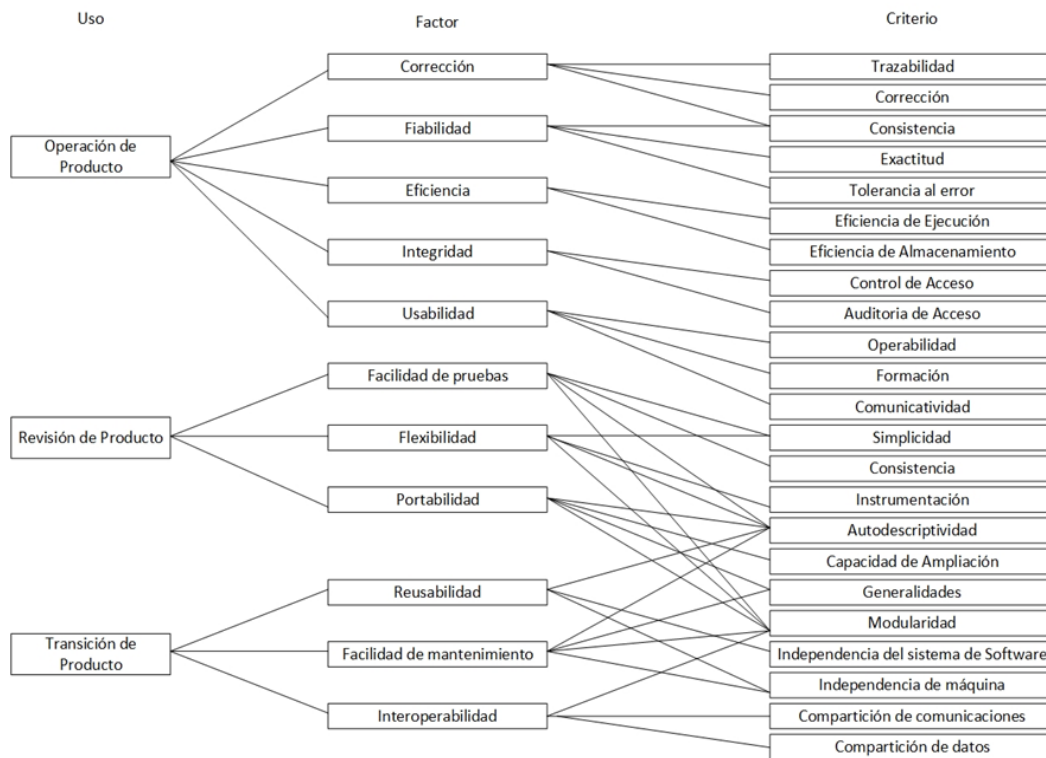 Uso
Factor
Criterio
Operación de
Producto
Revisión de Producto
Transición de
Producto
Corrección
Fiabilidad
Eficiencia
Integridad
Usabilidad
Facilidad de pruebas
Flexibilidad
Portabilidad
Reusabilidad
Facilidad de mantenimiento
Interoperabilidad
Trazabilidad
Corrección
Consistencia
Exactitud
Tolerancia al error
Eficiencia de Ejecución
Eficiencia de Almacenamiento
Control de Acceso
Auditoria de Acceso
Operabilidad
Formación
Comunicatividad
Simplicidad
Consistencia
Instrumentación
Autodescriptividad
Capacidad de Ampliación
Generalidades
Modularidad
Independencia del sistema de Software
Independencia de máquina
Compartición de comunicaciones
Compartición de datos